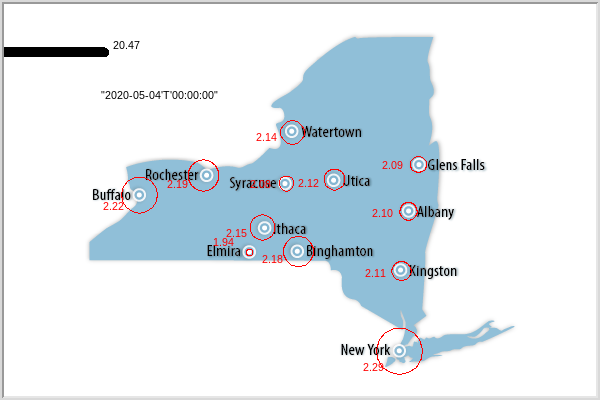 20.47
"2020-05-04'T'00:00:00"
Watertown
2.14
Rochester
2.19
Syracuse
2.12
Utica
2.09
Glens Falls
Buffalo
2.22
2.10
Albany
2.15
Ithaca
1.94
Elmira
2.18
Binghamton
2.11
Kingston
New York
2.29